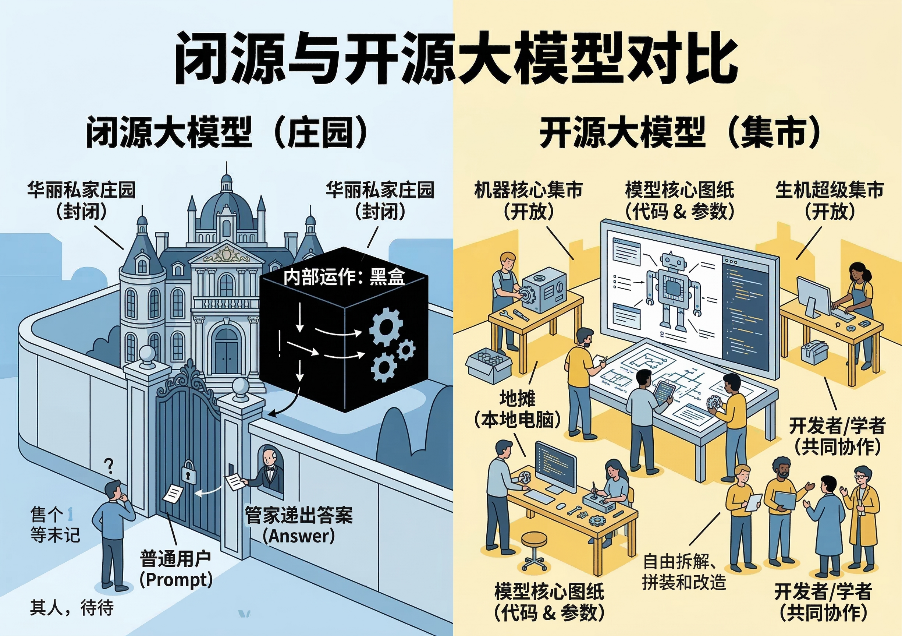 闭源与开源大模型对比
闭源大模型（庄园）
华丽私家庄园
（封闭）
华丽私家庄园
（封闭）
内部运作：黑盒
?
售个1
等末记
管家递出答案
（Answer）
普通用户
（Prompt）
其人，待待
开源大模型（集市）
机器核心集市
（开放）
模型核心图纸
（代码 & 参数）
生机超级集市
（开放）
地摊
（本地电脑）
开发者/学者
（共同协作）
自由拆解、
拼装和改造
模型核心图纸
（代码 & 参数）
开发者/学者
（共同协作）